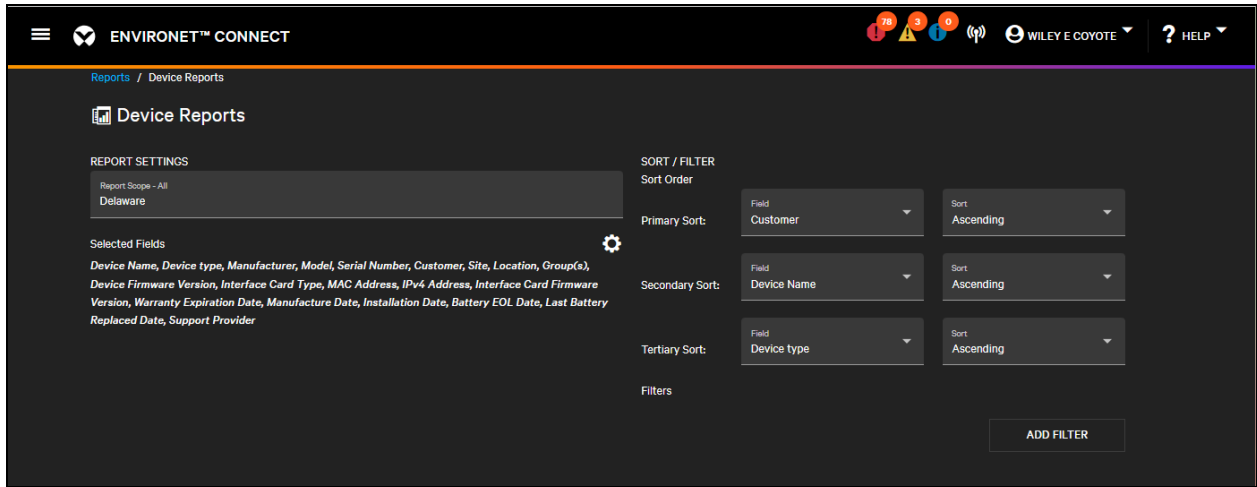 ENVIRONET™ CONNECT
78
3
0
WILEY E COYOTE
? HELP
Reports / Device Reports
Device Reports
REPORT SETTINGS
Report Scope - All
Delaware
Selected Fields
Device Name, Device type, Manufacturer, Model, Serial Number, Customer, Site, Location, Group(s),
Device Firmware Version, Interface Card Type, MAC Address, IPv4 Address, Interface Card Firmware
Version, Warranty Expiration Date, Manufacture Date, Installation Date, Battery EOL Date, Last Battery
Replaced Date, Support Provider
SORT / FILTER
Sort Order
Primary Sort:
Field
Customer
Sort
Ascending
Secondary Sort:
Field
Device Name
Sort
Ascending
Tertiary Sort:
Field
Device type
Sort
Ascending
Filters
ADD FILTER